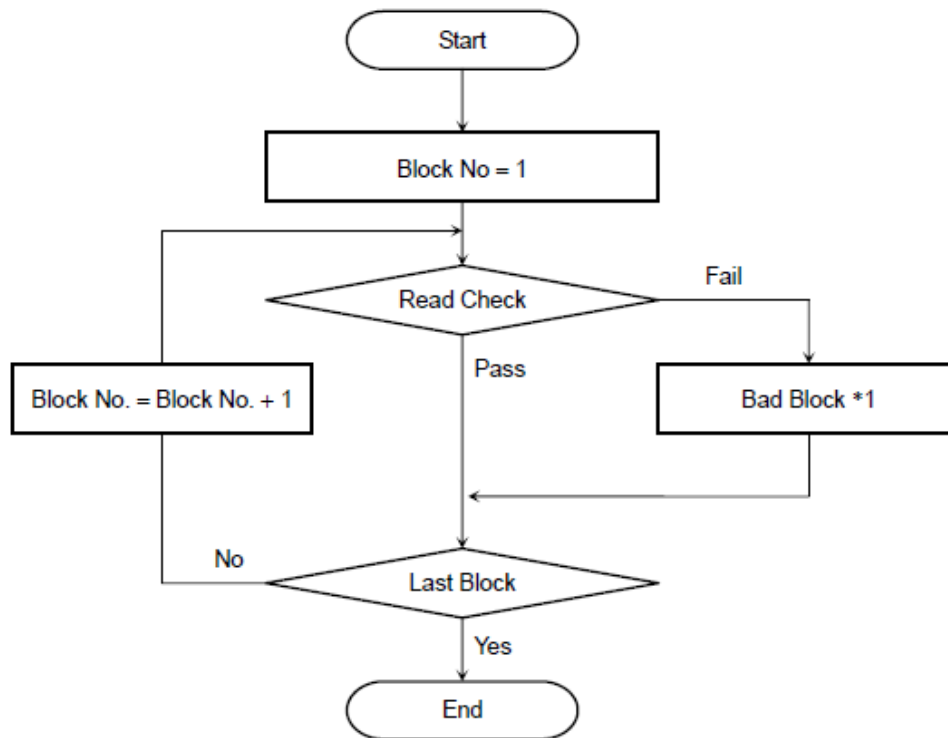 Start
Block No = 1
Fail
Read Check
Pass
Block No. = Block No. + 1
Bad Block *1
No
Last Block
Yes
End